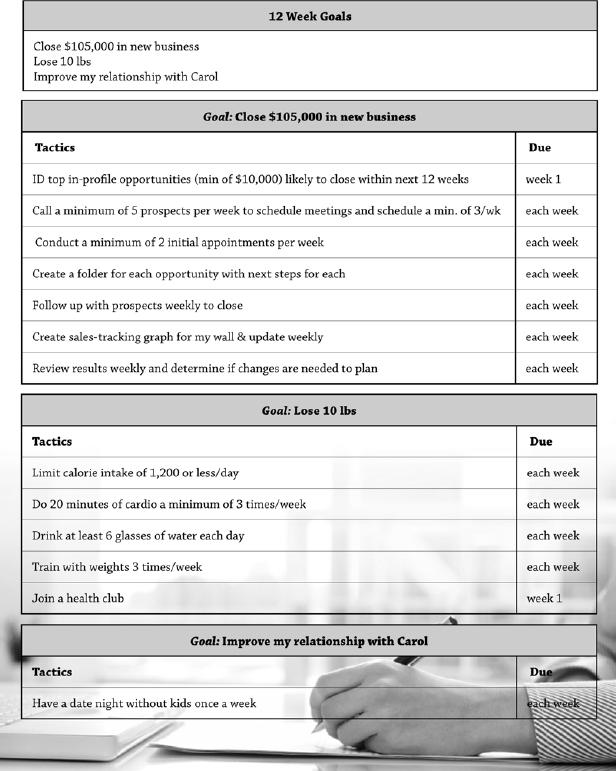 12 Week Goals
Close $105,000 in new business
Lose 10 lbs
Improve my relationship with Carol
Goal: Close $105,000 in new business
Tactics Due
ID top in-profile opportunities (min of $10,000) likely to close within next 12 weeks week 1
Call a minimum of 5 prospects per week to schedule meetings and schedule a min. of 3/wk each week
Conduct a minimum of 2 initial appointments per week each week
Create a folder for each opportunity with next steps for each each week
Follow up with prospects weekly to close each week
Create sales-tracking graph for my wall & update weekly each week
Review results weekly and determine if changes are needed to plan each week
Goal: Lose 10 lbs
Tactics Due
Limit calorie intake of 1,200 or less/day each week
Do 20 minutes of cardio a minimum of 3 times/week each week
Drink at least 6 glasses of water each day each week
Train with weights 3 times/week each week
Join a health club week 1
Goal: Improve my relationship with Carol
Tactics Due
Have a date night without kids once a week each week